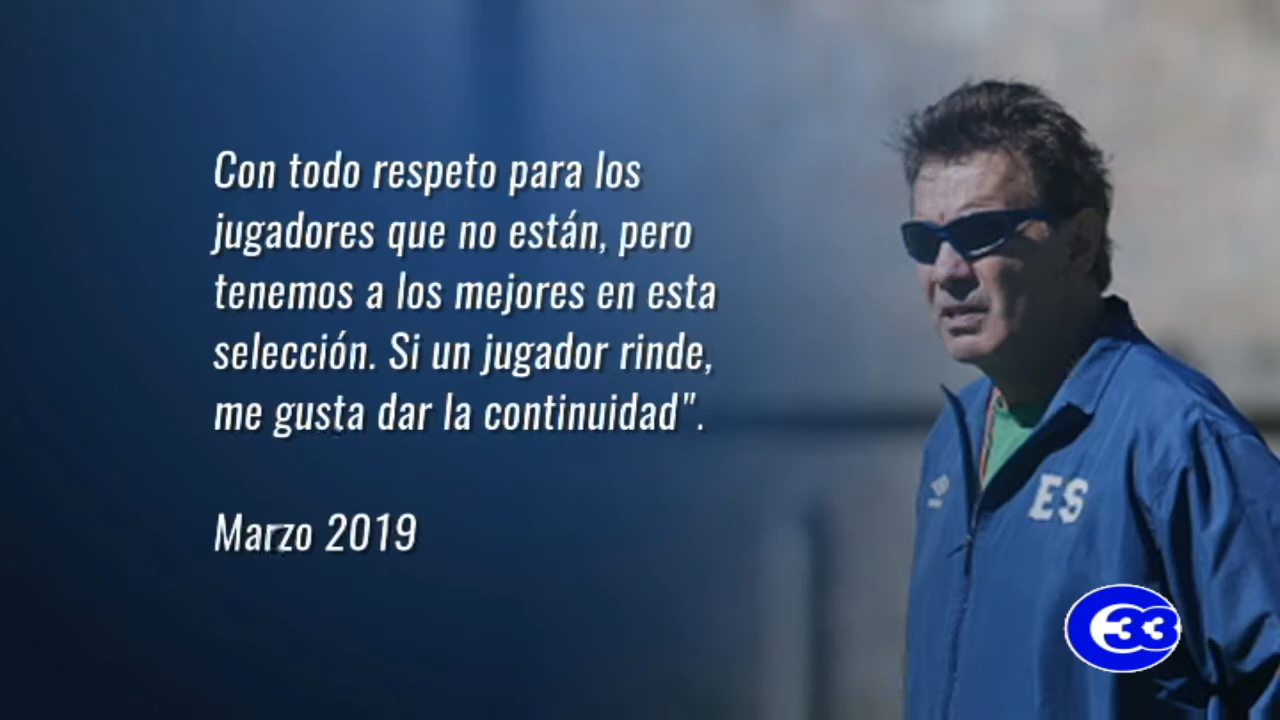 Con todo respeto para los
jugadores que no están, pero
tenemos a los mejores en esta
selección. Si un jugador rinde,
me gusta dar la continuidad".
Marzo 2019
ES
33